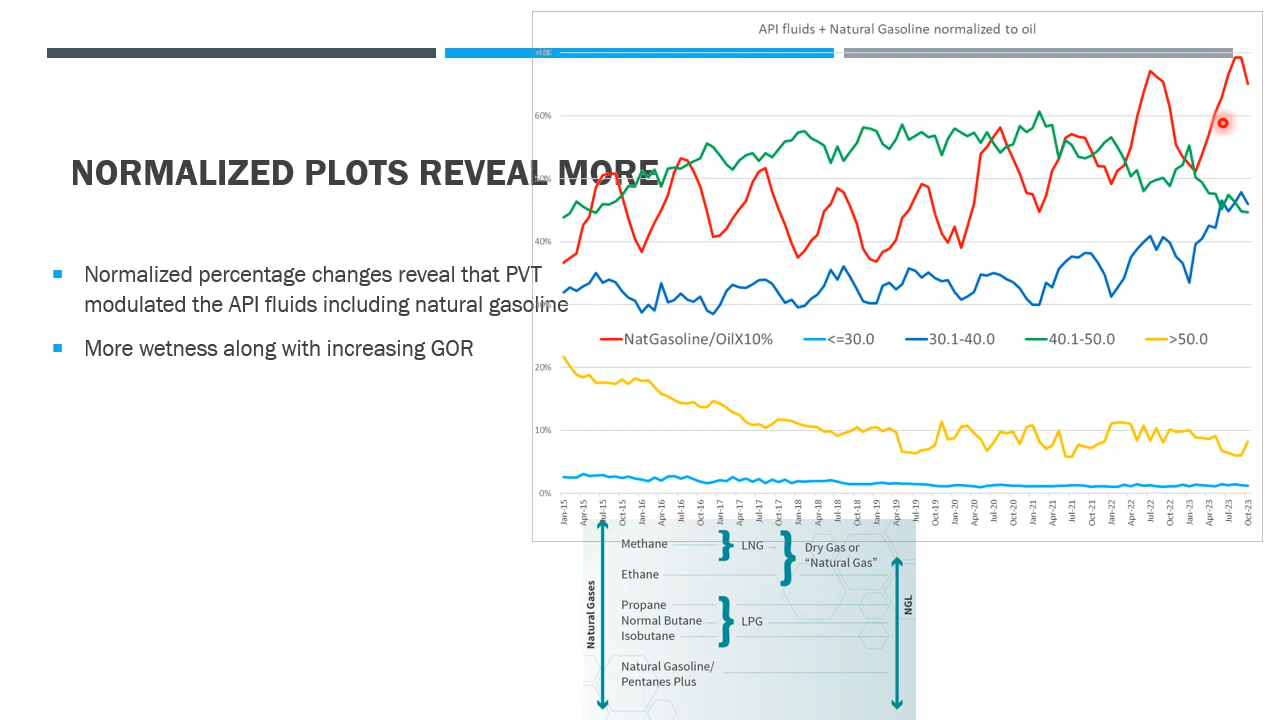 API fluids + Natural Gasoline normalized to oil
NORMALIZED PLOTS REVEAL MORE
Normalized percentage changes reveal that PVT
modulated the API fluids including natural gasoline
More wetness along with increasing GOR
60%
50%
40%
30%
20%
10%
0%
NatGasoline/OilX10% <=30.0 30.1-40.0 40.1-50.0 >50.0
Jan-15 Apr-15 Jul-15 Oct-15 Jan-16 Apr-16 Jul-16 Oct-16 Jan-17 Apr-17 Jul-17 Oct-17 Jan-18 Apr-18 Jul-18 Oct-18 Jan-19 Apr-19 Jul-19 Oct-19 Jan-20 Apr-20 Jul-20 Oct-20 Jan-21 Apr-21 Jul-21 Oct-21 Jan-22 Apr-22 Jul-22 Oct-22 Jan-23 Apr-23 Jul-23 Oct-23
Natural Gases
Methane
LNG
Dry Gas or
“Natural Gas”
Ethane
Propane
Normal Butane
Isobutane
LPG
Natural Gasoline/
Pentanes Plus
NGL